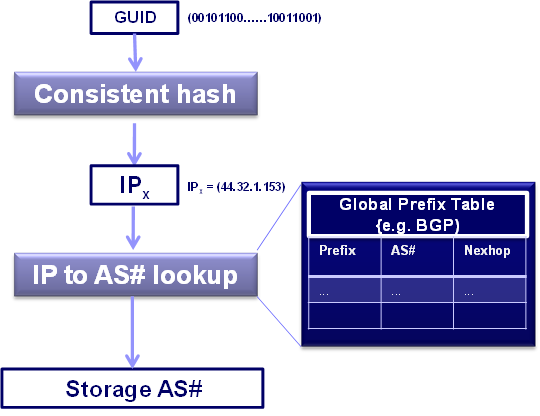 GUID (00101100......10011001)
Consistent hash
IPx IPx = (44.32.1.153)
Global Prefix Table
{e.g. BGP)
Prefix AS# Nexhop
IP to AS# lookup
... ... ...
Storage AS#